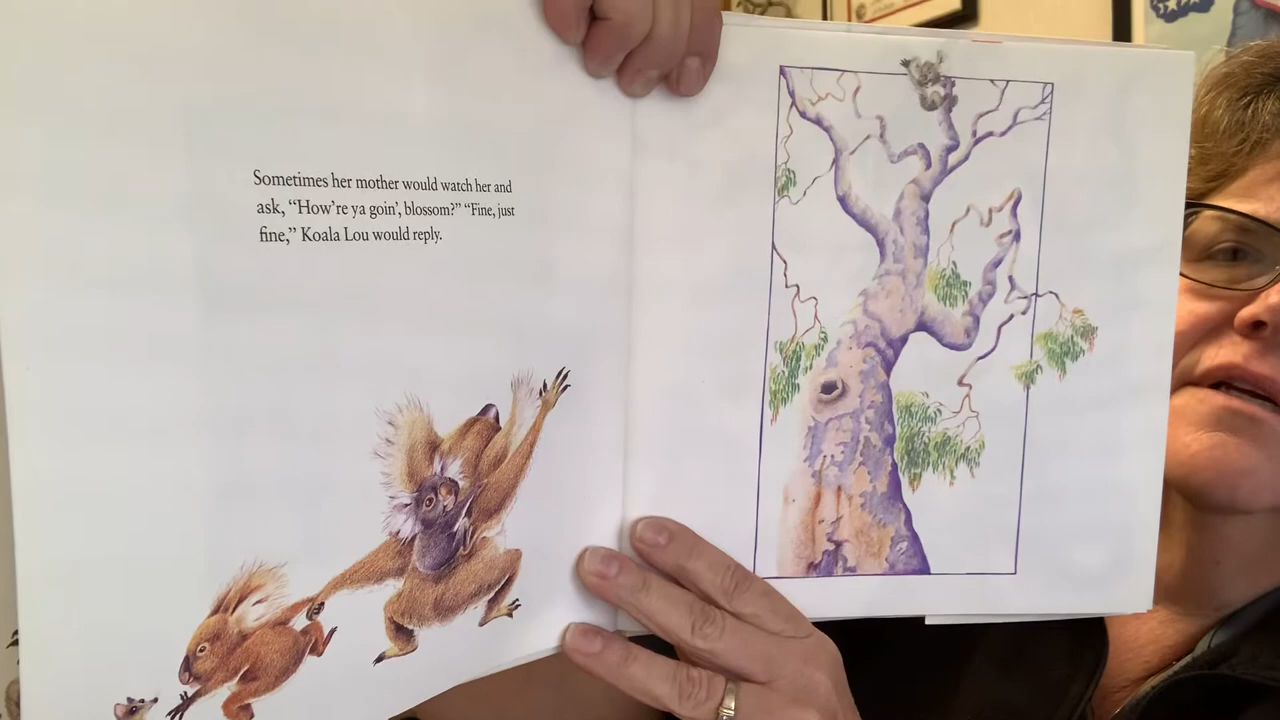 Sometimes her mother would watch her and
ask, “How’re ya goin’, blossom?” “Fine, just
fine,” Koala Lou would reply.